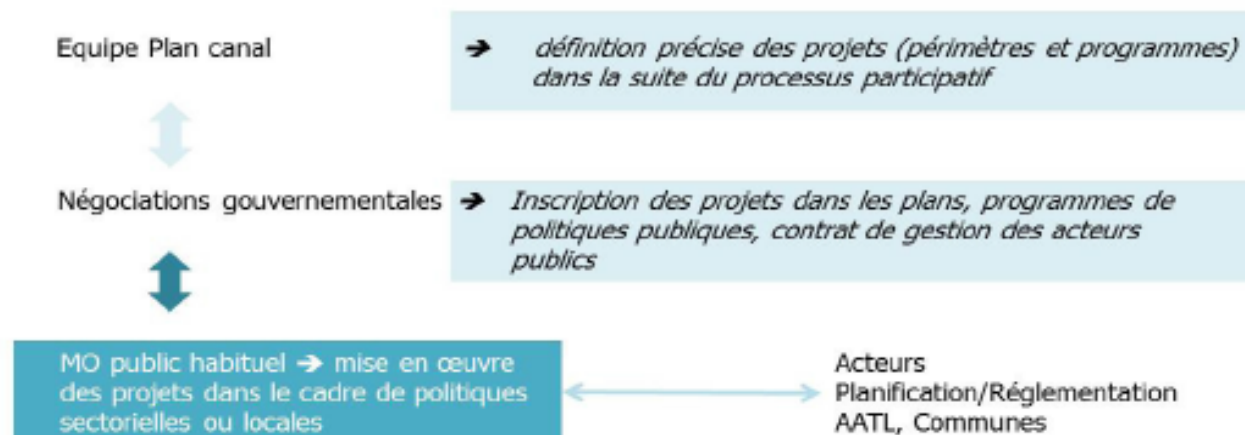 Equipe Plan canal ➔ définition précise des projets (périmètres et programmes)
dans la suite du processus participatif
Négociations gouvernementales ➔ Inscription des projets dans les plans, programmes de
politiques publiques, contrat de gestion des acteurs
publics
MO public habituel ➔ mise en œuvre
des projets dans le cadre de politiques
sectorielles ou locales
Acteurs
Planification/Réglementation
AATL, Communes